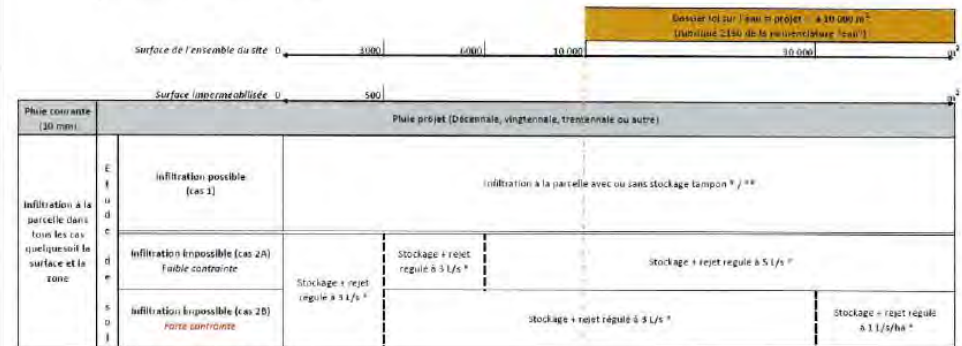 Dossier loi sur l'eau si projet à 10 000 m²
(rubrique 2150 de la nomenclature "eau")
Surface de l'ensemble du site 0 3000 6000 10 000 30 000 m²
Surface imperméabilisée 0 500 m²
Pluie courante
(10 mm)
Pluie projet (Décennale, vingtennale, trentennale ou autre)
Infiltration à la
parcelle dans
tous les cas
quelquesoit la
surface et la
zone
E
t
u
d
e
d
e
s
o
l
Infiltration possible
(cas 1)
Infiltration à la parcelle avec ou sans stockage tampon * / **
Infiltration impossible (cas 2A)
Faible contrainte
Stockage + rejet
régulé à 3 L/s *
Stockage + rejet
régulé à 3 L/s *
Stockage + rejet régulé à 5 L/s *
Infiltration impossible (cas 2B)
Forte contrainte
Stockage + rejet régulé à 3 L/s *
Stockage + rejet régulé
à 1 L/s/ha *